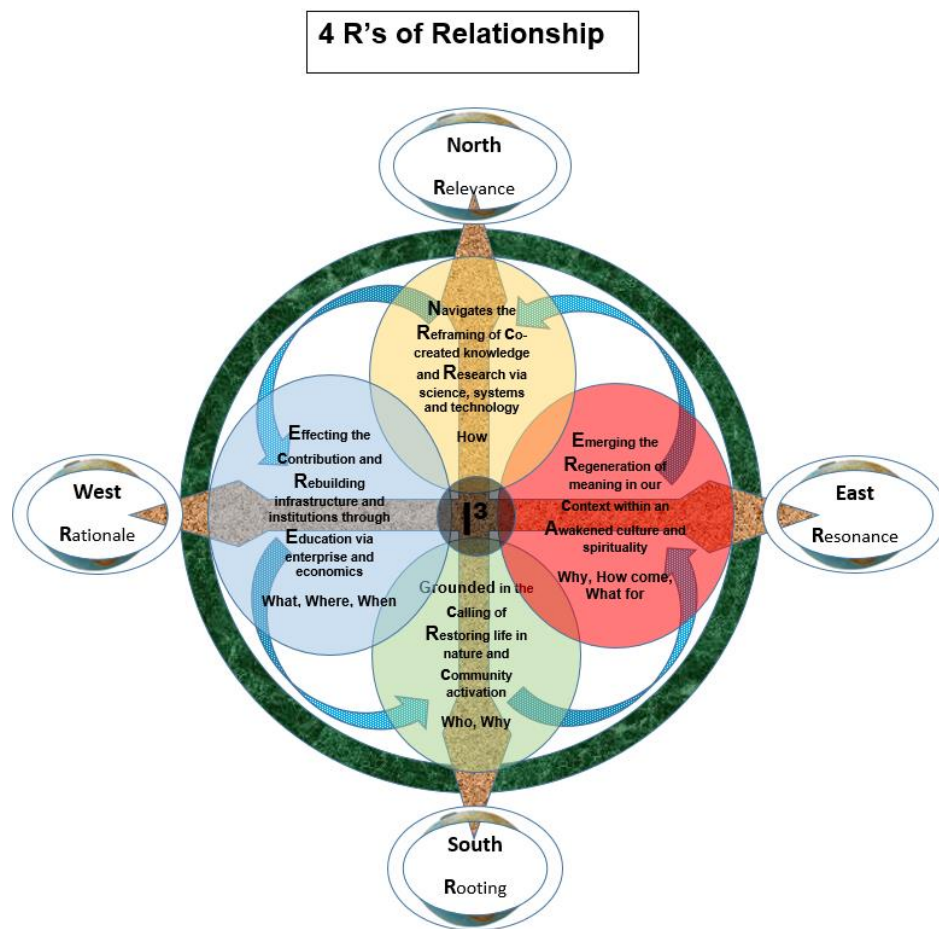 4 R's of Relationship
North
Relevance
Navigates the
Reframing of Co-
created knowledge
and Research via
science, systems
and technology
How
West
Rationale
Effecting the
Contribution and
Rebuilding
infrastructure and
institutions through
Education via
enterprise and
economics
What, Where, When
I³
Emerging the
Regeneration of
meaning in our
Context within an
Awakened culture and
spirituality
Why, How come,
What for
East
Resonance
Grounded in the
Calling of
Restoring life in
nature and
Community
activation
Who, Why
South
Rooting